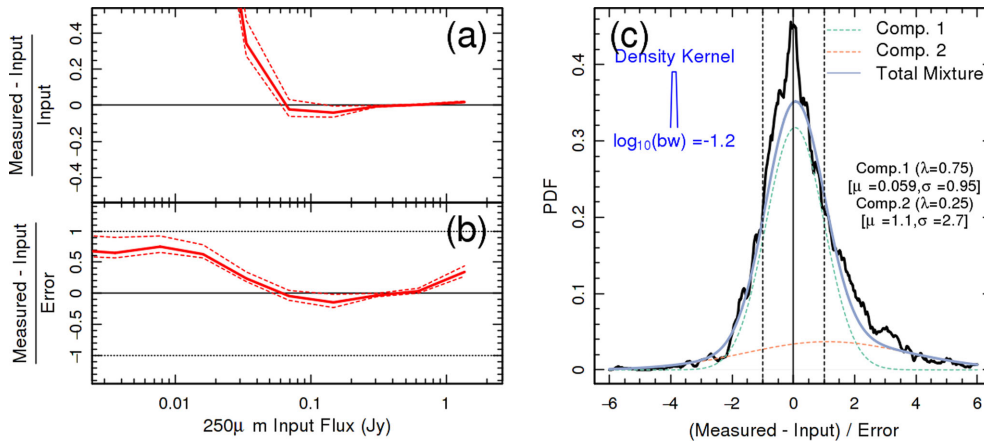 (a)
Measured - Input
Input
0.4
0.2
0
-0.2
-0.4
(b)
Measured - Input
Error
1
0.5
0
-0.5
-1
0.01
0.1
1
250μ m Input Flux (Jy)
(c)
Comp. 1
Comp. 2
Total Mixture
Density Kernel
log₁₀(bw) =-1.2
Comp.1 (λ=0.75)
[μ =0.059,σ =0.95]
Comp.2 (λ=0.25)
[μ =1.1,σ =2.7]
PDF
0.4
0.3
0.2
0.1
0
−6
−4
−2
0
2
4
6
(Measured - Input) / Error